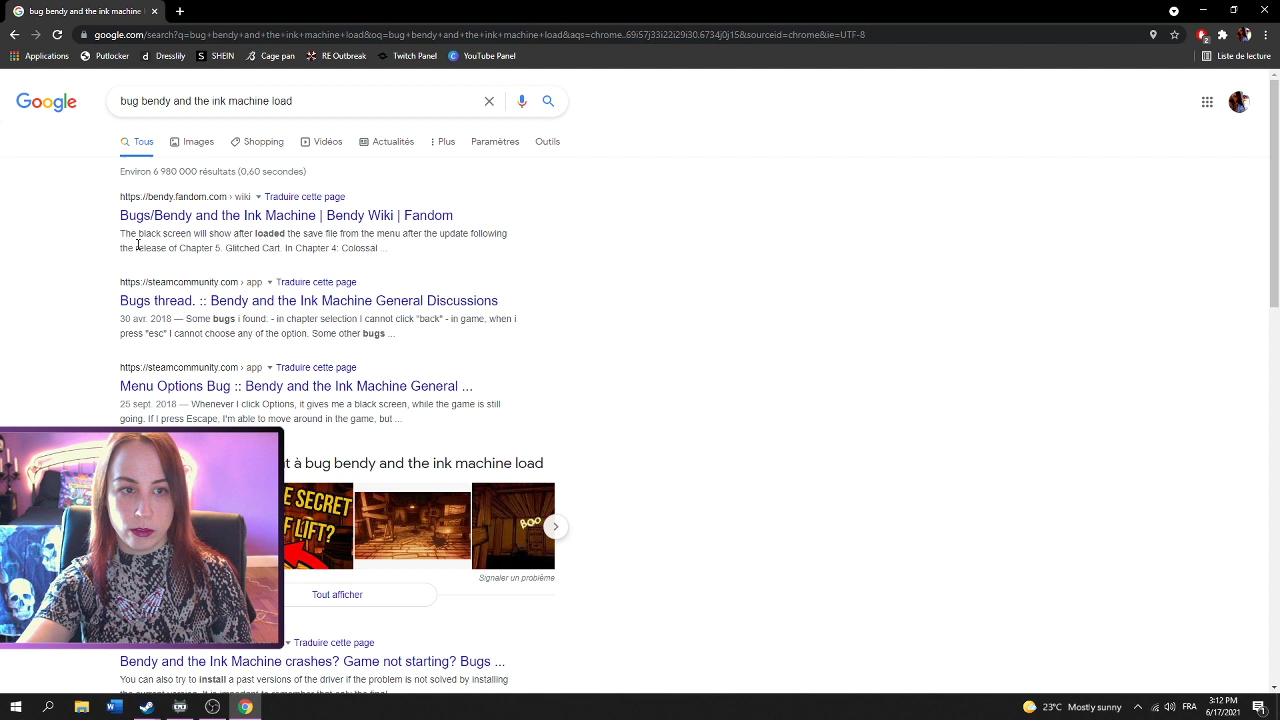 bug bendy and the ink machine
google.com/search?q=bug+bendy+and+the+ink+machine+load&oq=bug+bendy+and+the+ink+machine+load&aqs=chrome..69i57j33i22i29i30.6734j0j15&sourceid=chrome&ie=UTF-8
Applications Putlocker Dresslify SHEIN Cage pan RE Outbreak Twitch Panel YouTube Panel Liste de lecture
Google
bug bendy and the ink machine load
Tous Images Shopping Vidéos Actualités Plus Paramètres Outils
Environ 6 980 000 résultats (0,60 secondes)
https://bendy.fandom.com › wiki Traduire cette page
Bugs/Bendy and the Ink Machine | Bendy Wiki | Fandom
The black screen will show after loaded the save file from the menu after the update following
the release of Chapter 5. Glitched Cart. In Chapter 4: Colossal ...
https://steamcommunity.com › app Traduire cette page
Bugs thread. :: Bendy and the Ink Machine General Discussions
30 avr. 2018 — Some bugs i found: - in chapter selection I cannot click "back" - in game, when i
press "esc" I cannot choose any of the option. Some other bugs ...
https://steamcommunity.com › app Traduire cette page
Menu Options Bug :: Bendy and the Ink Machine General ...
25 sept. 2018 — Whenever I click Options, it gives me a black screen, while the game is still
going. If I press Escape, I'm able to move around in the game, but ...
t à bug bendy and the ink machine load
E SECRET
F LIFT?
BOO
Signaler un problème
Tout afficher
Traduire cette page
Bendy and the Ink Machine crashes? Game not starting? Bugs ...
You can also try to install a past versions of the driver if the problem is not solved by installing
23°C Mostly sunny FRA 3:12 PM
6/17/2021